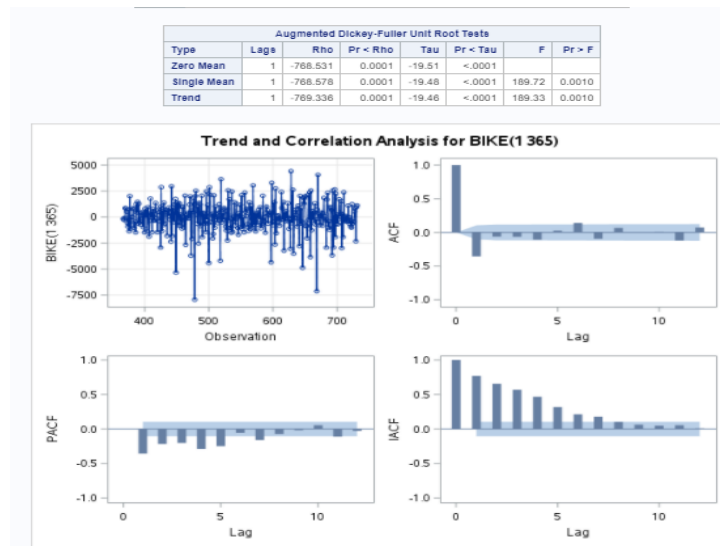 Augmented Dickey-Fuller Unit Root Tests
Type Lags Rho Pr < Rho Tau Pr < Tau F Pr > F
Zero Mean 1 -768.531 0.0001 -19.51 <.0001
Single Mean 1 -768.578 0.0001 -19.48 <.0001 189.72 0.0010
Trend 1 -769.336 0.0001 -19.46 <.0001 189.33 0.0010
Trend and Correlation Analysis for BIKE(1 365)
BIKE(1 365)
5000
2500
0
-2500
-5000
-7500
400 500 600 700
Observation
ACF
1.0
0.5
0.0
-0.5
-1.0
0 5 10
Lag
PACF
1.0
0.5
0.0
-0.5
-1.0
0 5 10
Lag
IACF
1.0
0.5
0.0
-0.5
-1.0
0 5 10
Lag